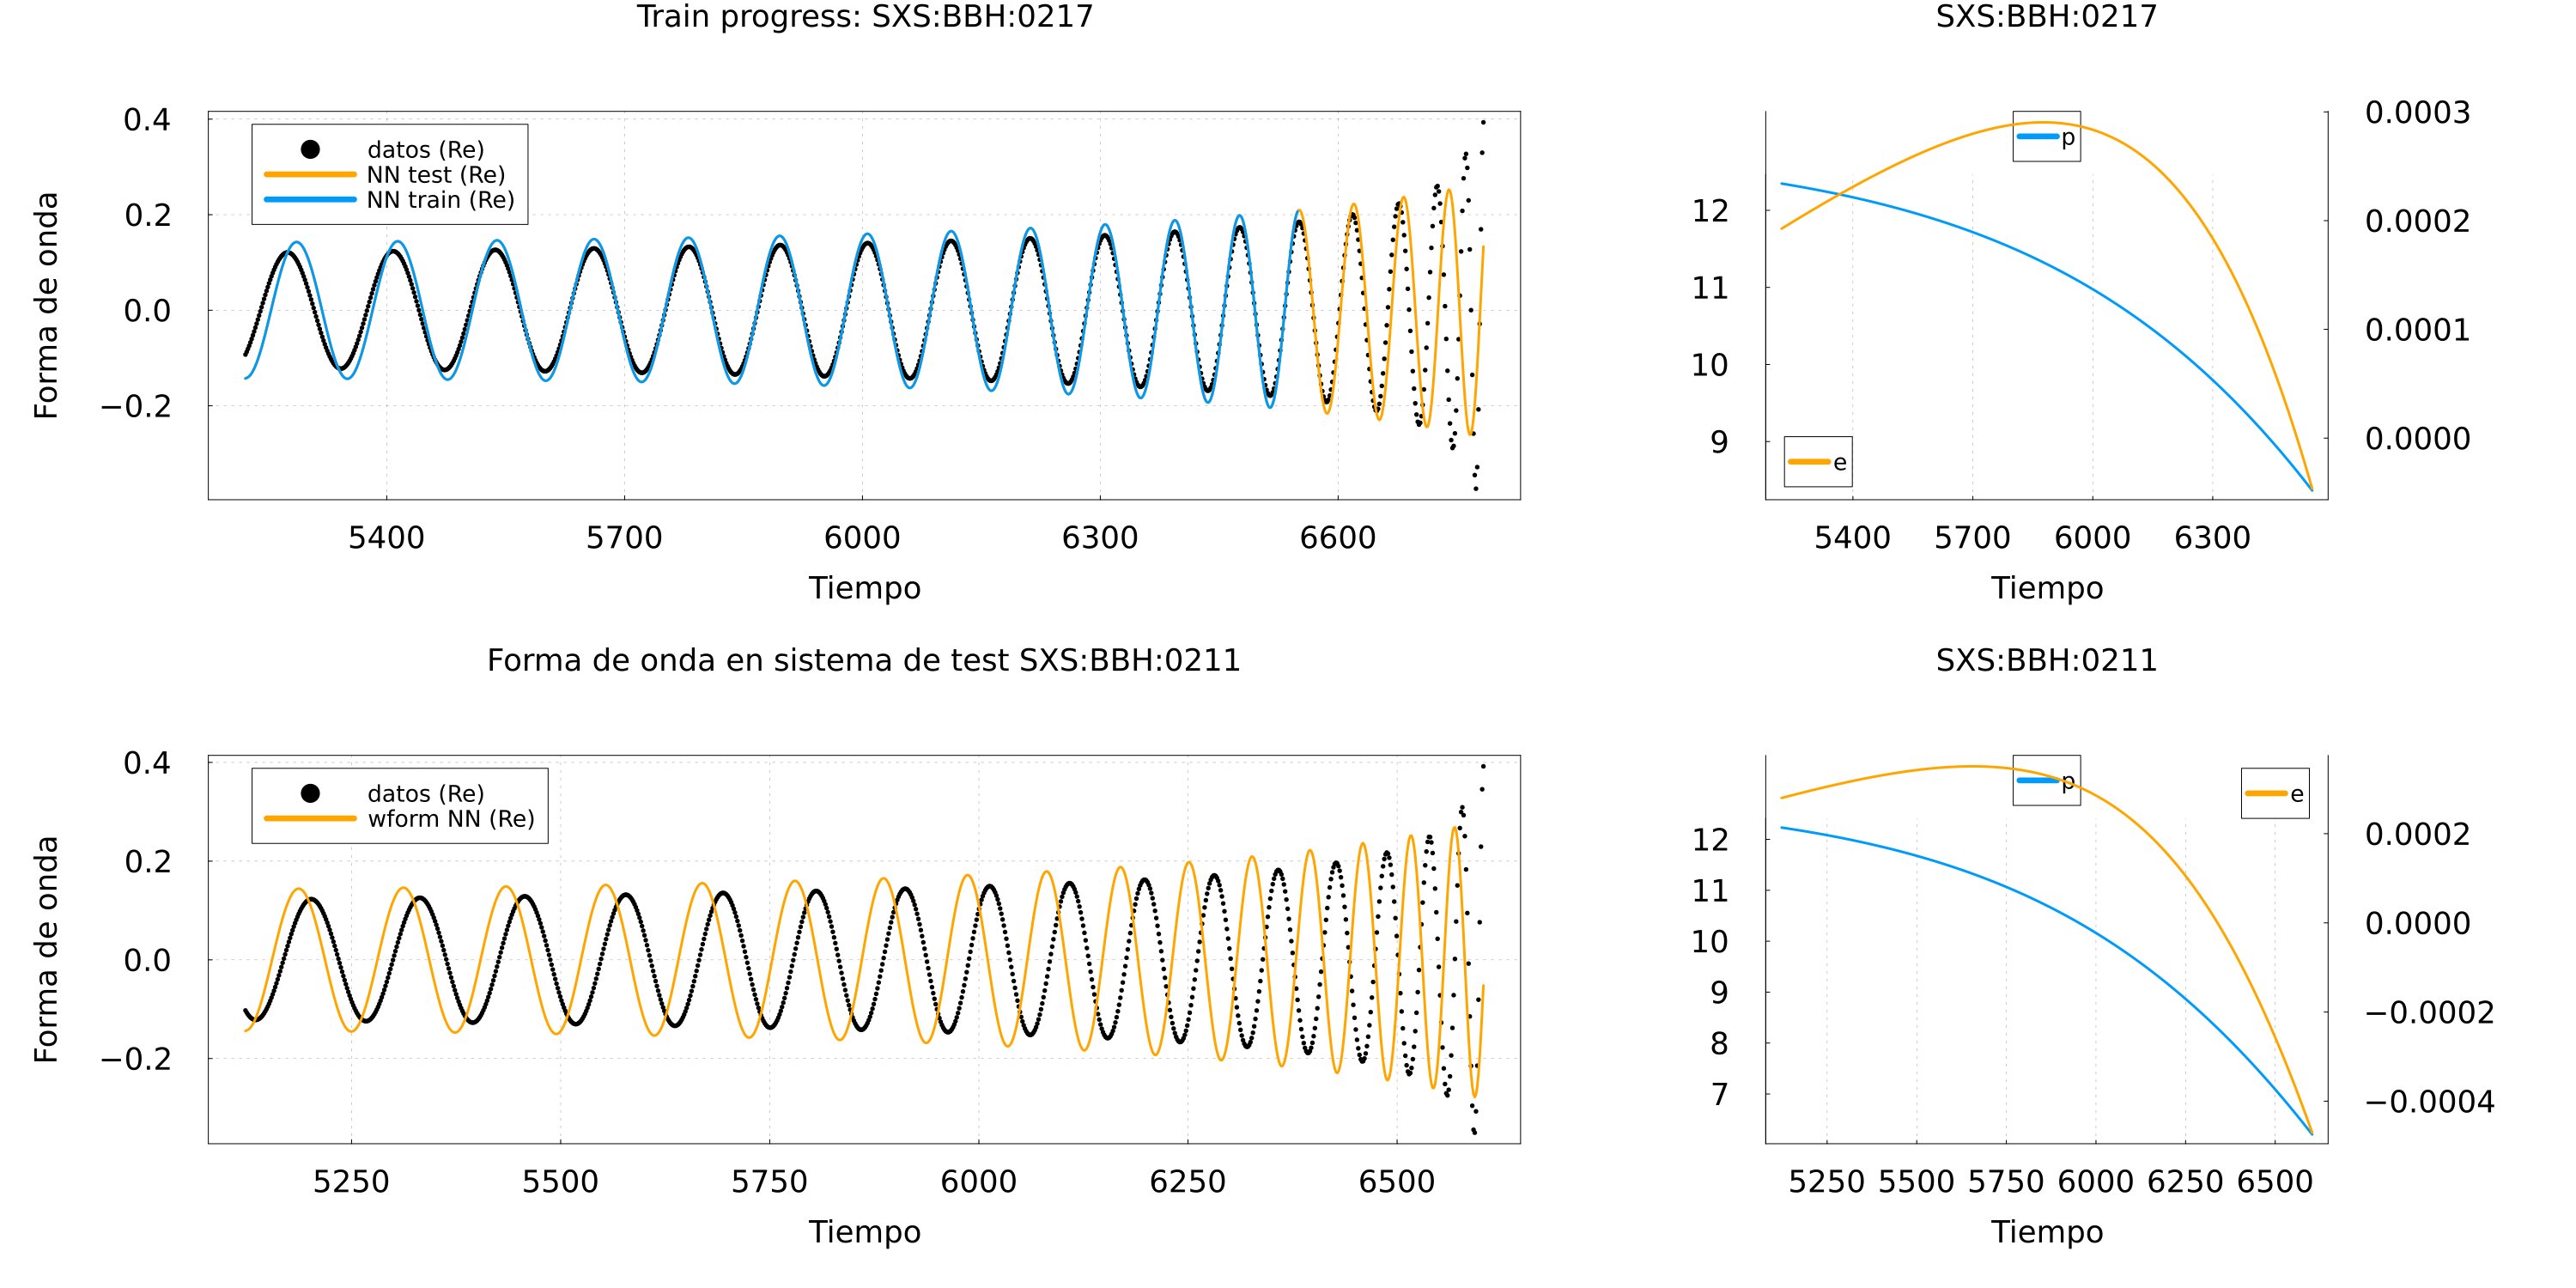 Train progress: SXS:BBH:0217
0.4
0.2
0.0
−0.2
Forma de onda
datos (Re)
NN test (Re)
NN train (Re)
5400 5700 6000 6300 6600
Tiempo
SXS:BBH:0217
12
11
10
9
p
e
0.0003
0.0002
0.0001
0.0000
5400 5700 6000 6300
Tiempo
Forma de onda en sistema de test SXS:BBH:0211
0.4
0.2
0.0
−0.2
Forma de onda
datos (Re)
wform NN (Re)
5250 5500 5750 6000 6250 6500
Tiempo
SXS:BBH:0211
12
11
10
9
8
7
p
e
0.0002
0.0000
−0.0002
−0.0004
5250 5500 5750 6000 6250 6500
Tiempo